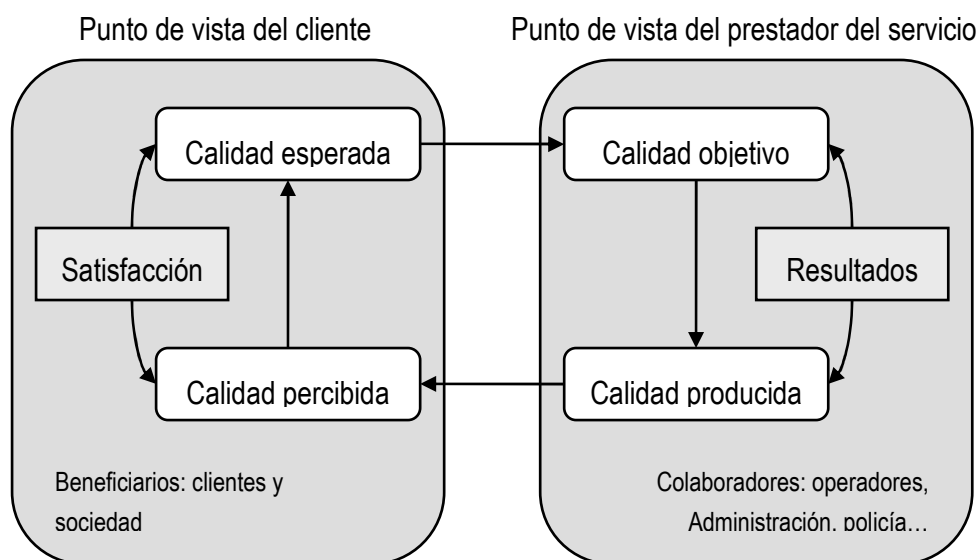 Punto de vista del cliente
Punto de vista del prestador del servicio
Calidad esperada
Calidad objetivo
Satisfacción
Resultados
Calidad percibida
Calidad producida
Beneficiarios: clientes y
sociedad
Colaboradores: operadores,
Administración, policía…